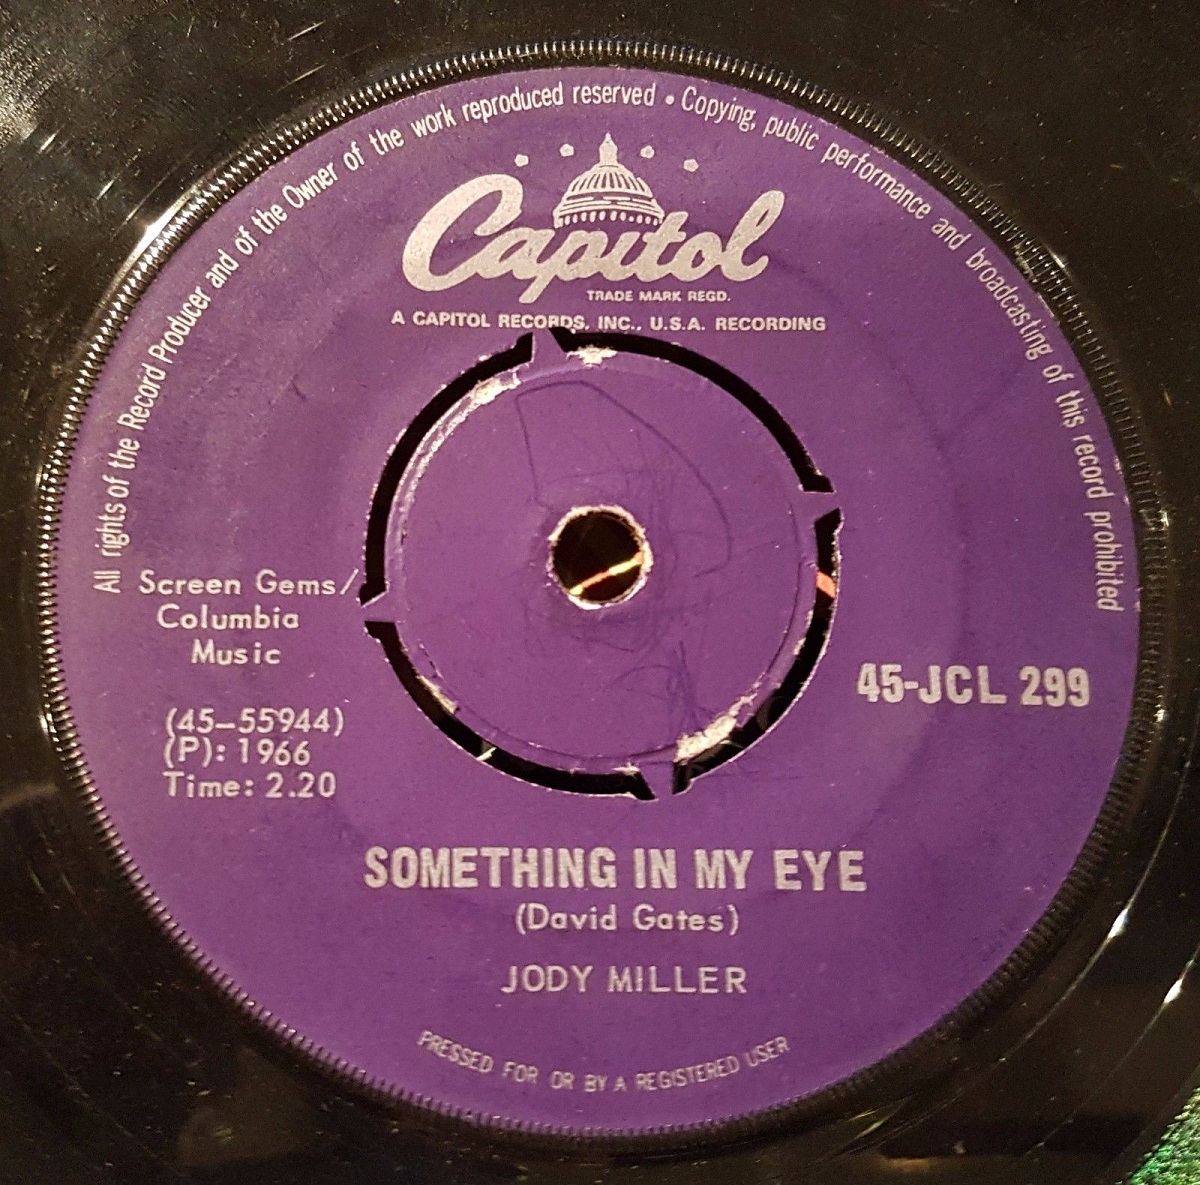 All rights of the Record Producer and of the Owner of the work reproduced reserved • Copying, public performance and broadcasting of this record prohibited
Capitol
TRADE MARK REGD.
A CAPITOL RECORDS, INC., U.S.A. RECORDING
Screen Gems/
Columbia
Music
45-JCL 299
(45-55944)
(P): 1966
Time: 2.20
SOMETHING IN MY EYE
(David Gates)
JODY MILLER
PRESSED FOR OR BY A REGISTERED USER